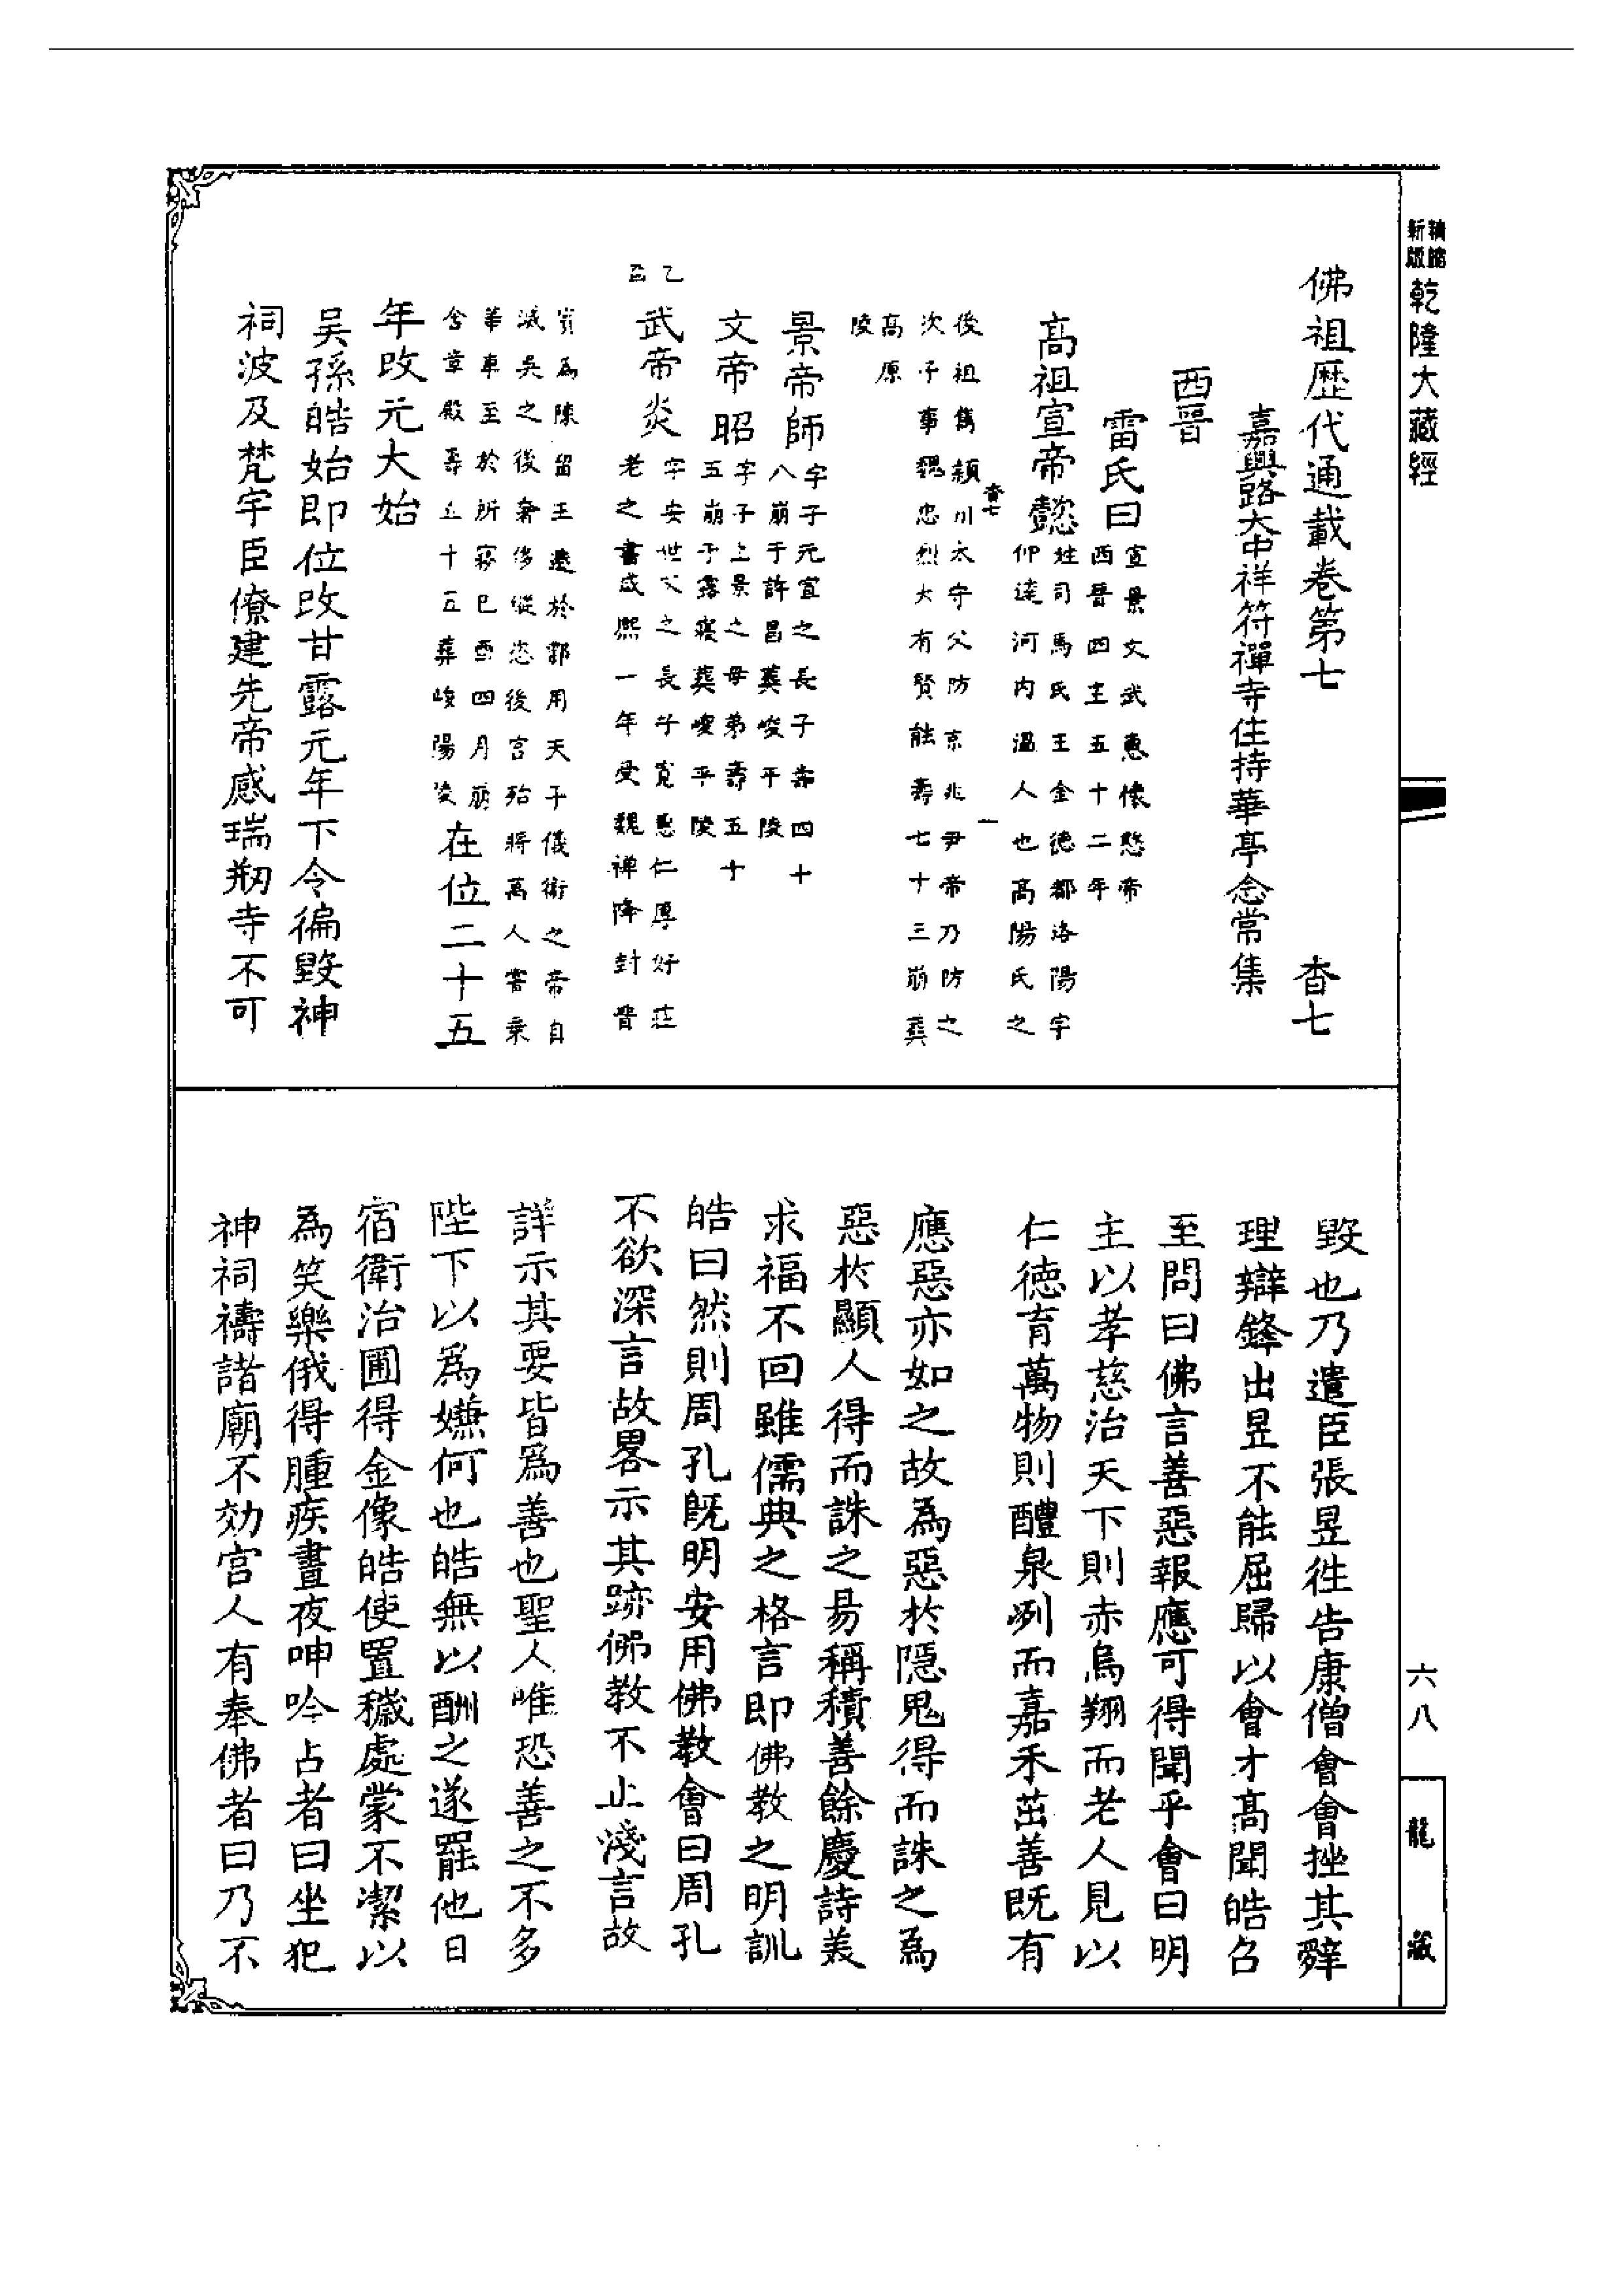 新版
精縮
乾隆大藏經
六八
龍藏
佛祖歷代通載卷第七 杳七
嘉興路大中祥符禪寺住持華亭念常集
西晉
雷氏曰
宣景文武惠懷愍帝
西晉四主五十二年
高祖宣帝懿
姓司馬氏王金德都洛陽字
仲達河内溫人也高陽氏之
杳七 一
後祖雋潁川太守父防京兆尹帝乃防之
次子事魏忠烈大有賢能壽七十三崩葬
高原
陵
景帝師
字子元宣之長子壽四十
八崩于許昌葬峻平陵
文帝昭
字子上景之母弟壽五十
五崩于露寢葬峻平陵
乙酉
武帝炎
字安世文之長子寬惠仁厚好莊
老之書咸熙一年受魏禪降封晉
賓為陳留王遷於鄴用天子儀衛之帝自
滅吳之後奢侈縱恣後宮殆將萬人嘗乘
羊車至於所寢巳酉四月崩
含章殿壽五十五葬峻陽陵
在位二十五
年改元大始
吳孫皓始即位改甘露元年下令徧毀神
祠波及梵宇臣僚建先帝感瑞剏寺不可
毀也乃遣臣張昱徃告康僧會會挫其辭
理辯鋒出昱不能屈歸以會才高聞皓召
至問曰佛言善惡報應可得聞乎會曰明
主以孝慈治天下則赤烏翔而老人見以
仁德育萬物則醴泉冽而嘉禾茁善既有
應惡亦如之故為惡於隱鬼得而誅之為
惡於顯人得而誅之易稱積善餘慶詩美
求福不回雖儒典之格言即佛教之明訓
皓曰然則周孔既明安用佛教會曰周孔
不欲深言故畧示其跡佛教不止淺言故
詳示其要皆為善也聖人唯恐善之不多
陛下以為嫌何也皓無以酬之遂罷他日
宿衛治圃得金像皓使置穢處蒙不潔以
為笑樂俄得腫疾晝夜呻吟占者曰坐犯
神祠禱諸廟不効宮人有奉佛者曰乃不